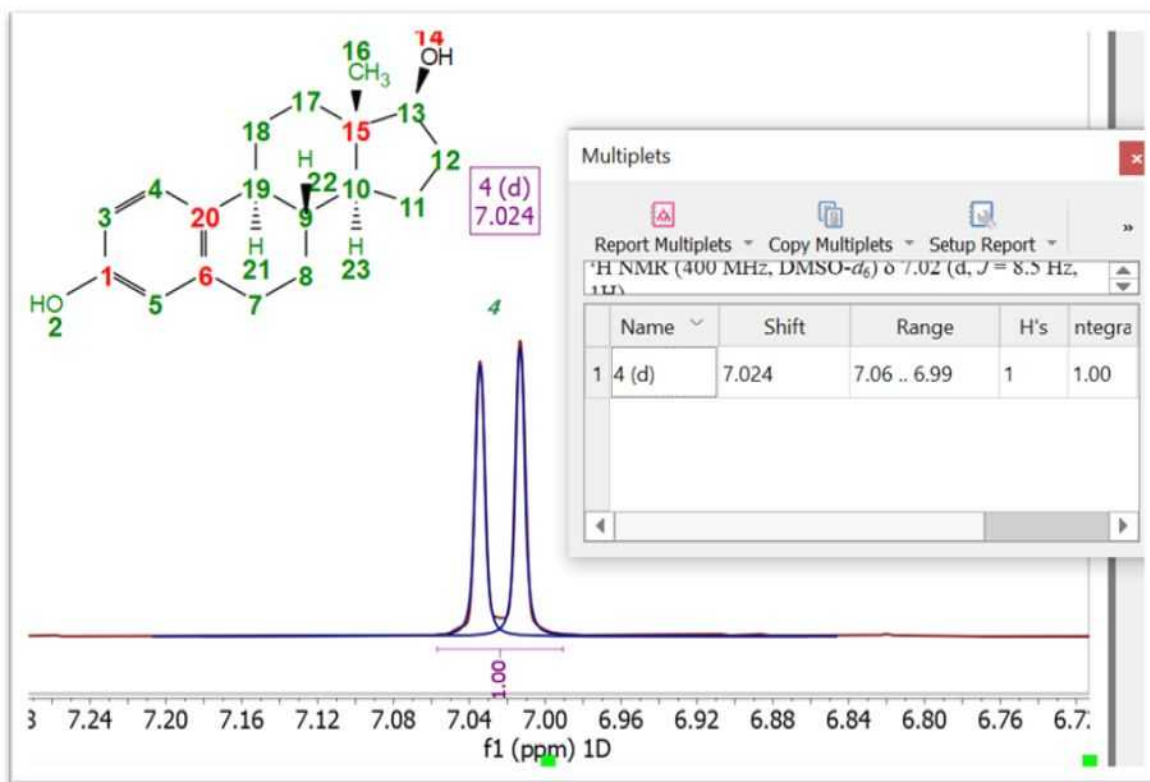 14
16
OH
CH3
17
13
18
15
12
H
4
19
22
10
3
20
9
11
H
H
1
6
21
8
23
HO
5
7
2
4 (d)
7.024
4
Multiplets
x
Report Multiplets
Copy Multiplets
Setup Report
»
¹H NMR (400 MHz, DMSO-d6) δ 7.02 (d, J = 8.5 Hz,
1H)
Name Shift Range H's ntegra
1 4 (d) 7.024 7.06 .. 6.99 1 1.00
1.00
3 7.24 7.20 7.16 7.12 7.08 7.04 7.00 6.96 6.92 6.88 6.84 6.80 6.76 6.7
f1 (ppm) 1D